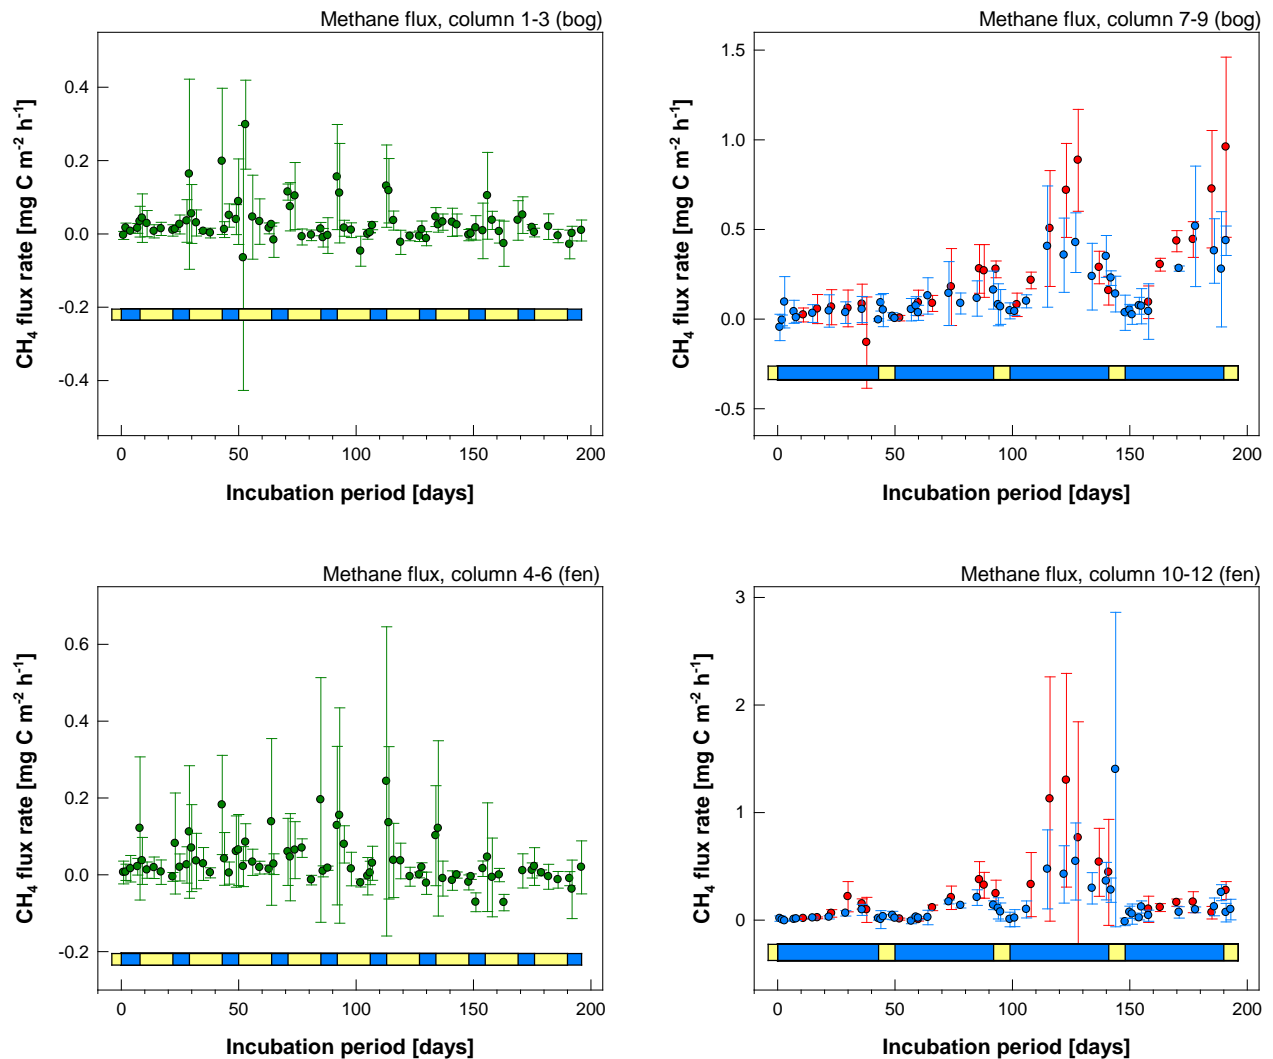 Methane flux, column 1-3 (bog)
CH4 flux rate [mg C m-2 h-1]
0.4
0.2
0.0
-0.2
-0.4
0 50 100 150 200
Incubation period [days]
Methane flux, column 7-9 (bog)
CH4 flux rate [mg C m-2 h-1]
1.5
1.0
0.5
0.0
-0.5
0 50 100 150 200
Incubation period [days]
Methane flux, column 4-6 (fen)
CH4 flux rate [mg C m-2 h-1]
0.6
0.4
0.2
0.0
-0.2
0 50 100 150 200
Incubation period [days]
Methane flux, column 10-12 (fen)
CH4 flux rate [mg C m-2 h-1]
3
2
1
0
0 50 100 150 200
Incubation period [days]